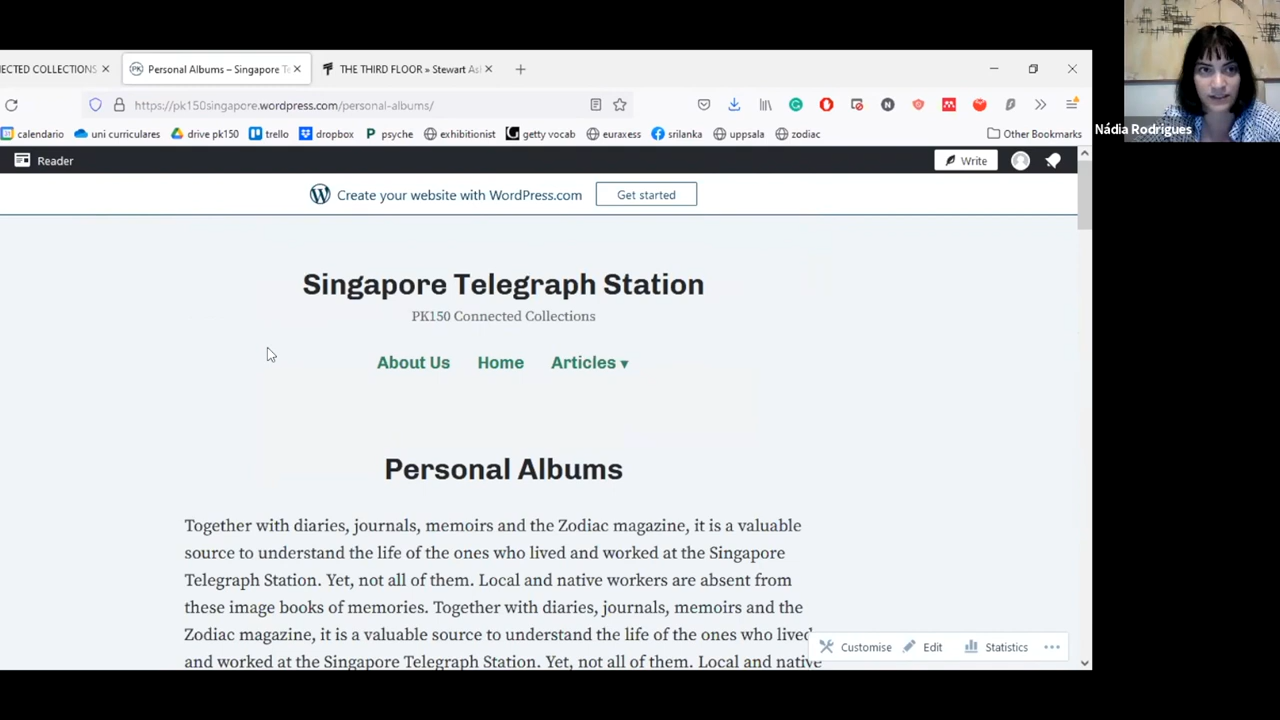 ECTED COLLECTIONS
Personal Albums – Singapore Te
THE THIRD FLOOR » Stewart As
https://pk150singapore.wordpress.com/personal-albums/
calendario uni curriculares drive pk150 trello dropbox psyche exhibitionist getty vocab euraxess srilanka uppsala zodiac Other Bookmarks
Nádia Rodrigues
Reader
Write
Create your website with WordPress.com
Get started
Singapore Telegraph Station
PK150 Connected Collections
About Us Home Articles ▾
Personal Albums
Together with diaries, journals, memoirs and the Zodiac magazine, it is a valuable
source to understand the life of the ones who lived and worked at the Singapore
Telegraph Station. Yet, not all of them. Local and native workers are absent from
these image books of memories. Together with diaries, journals, memoirs and the
Zodiac magazine, it is a valuable source to understand the life of the ones who lived
and worked at the Singapore Telegraph Station. Yet, not all of them. Local and native
Customise Edit Statistics